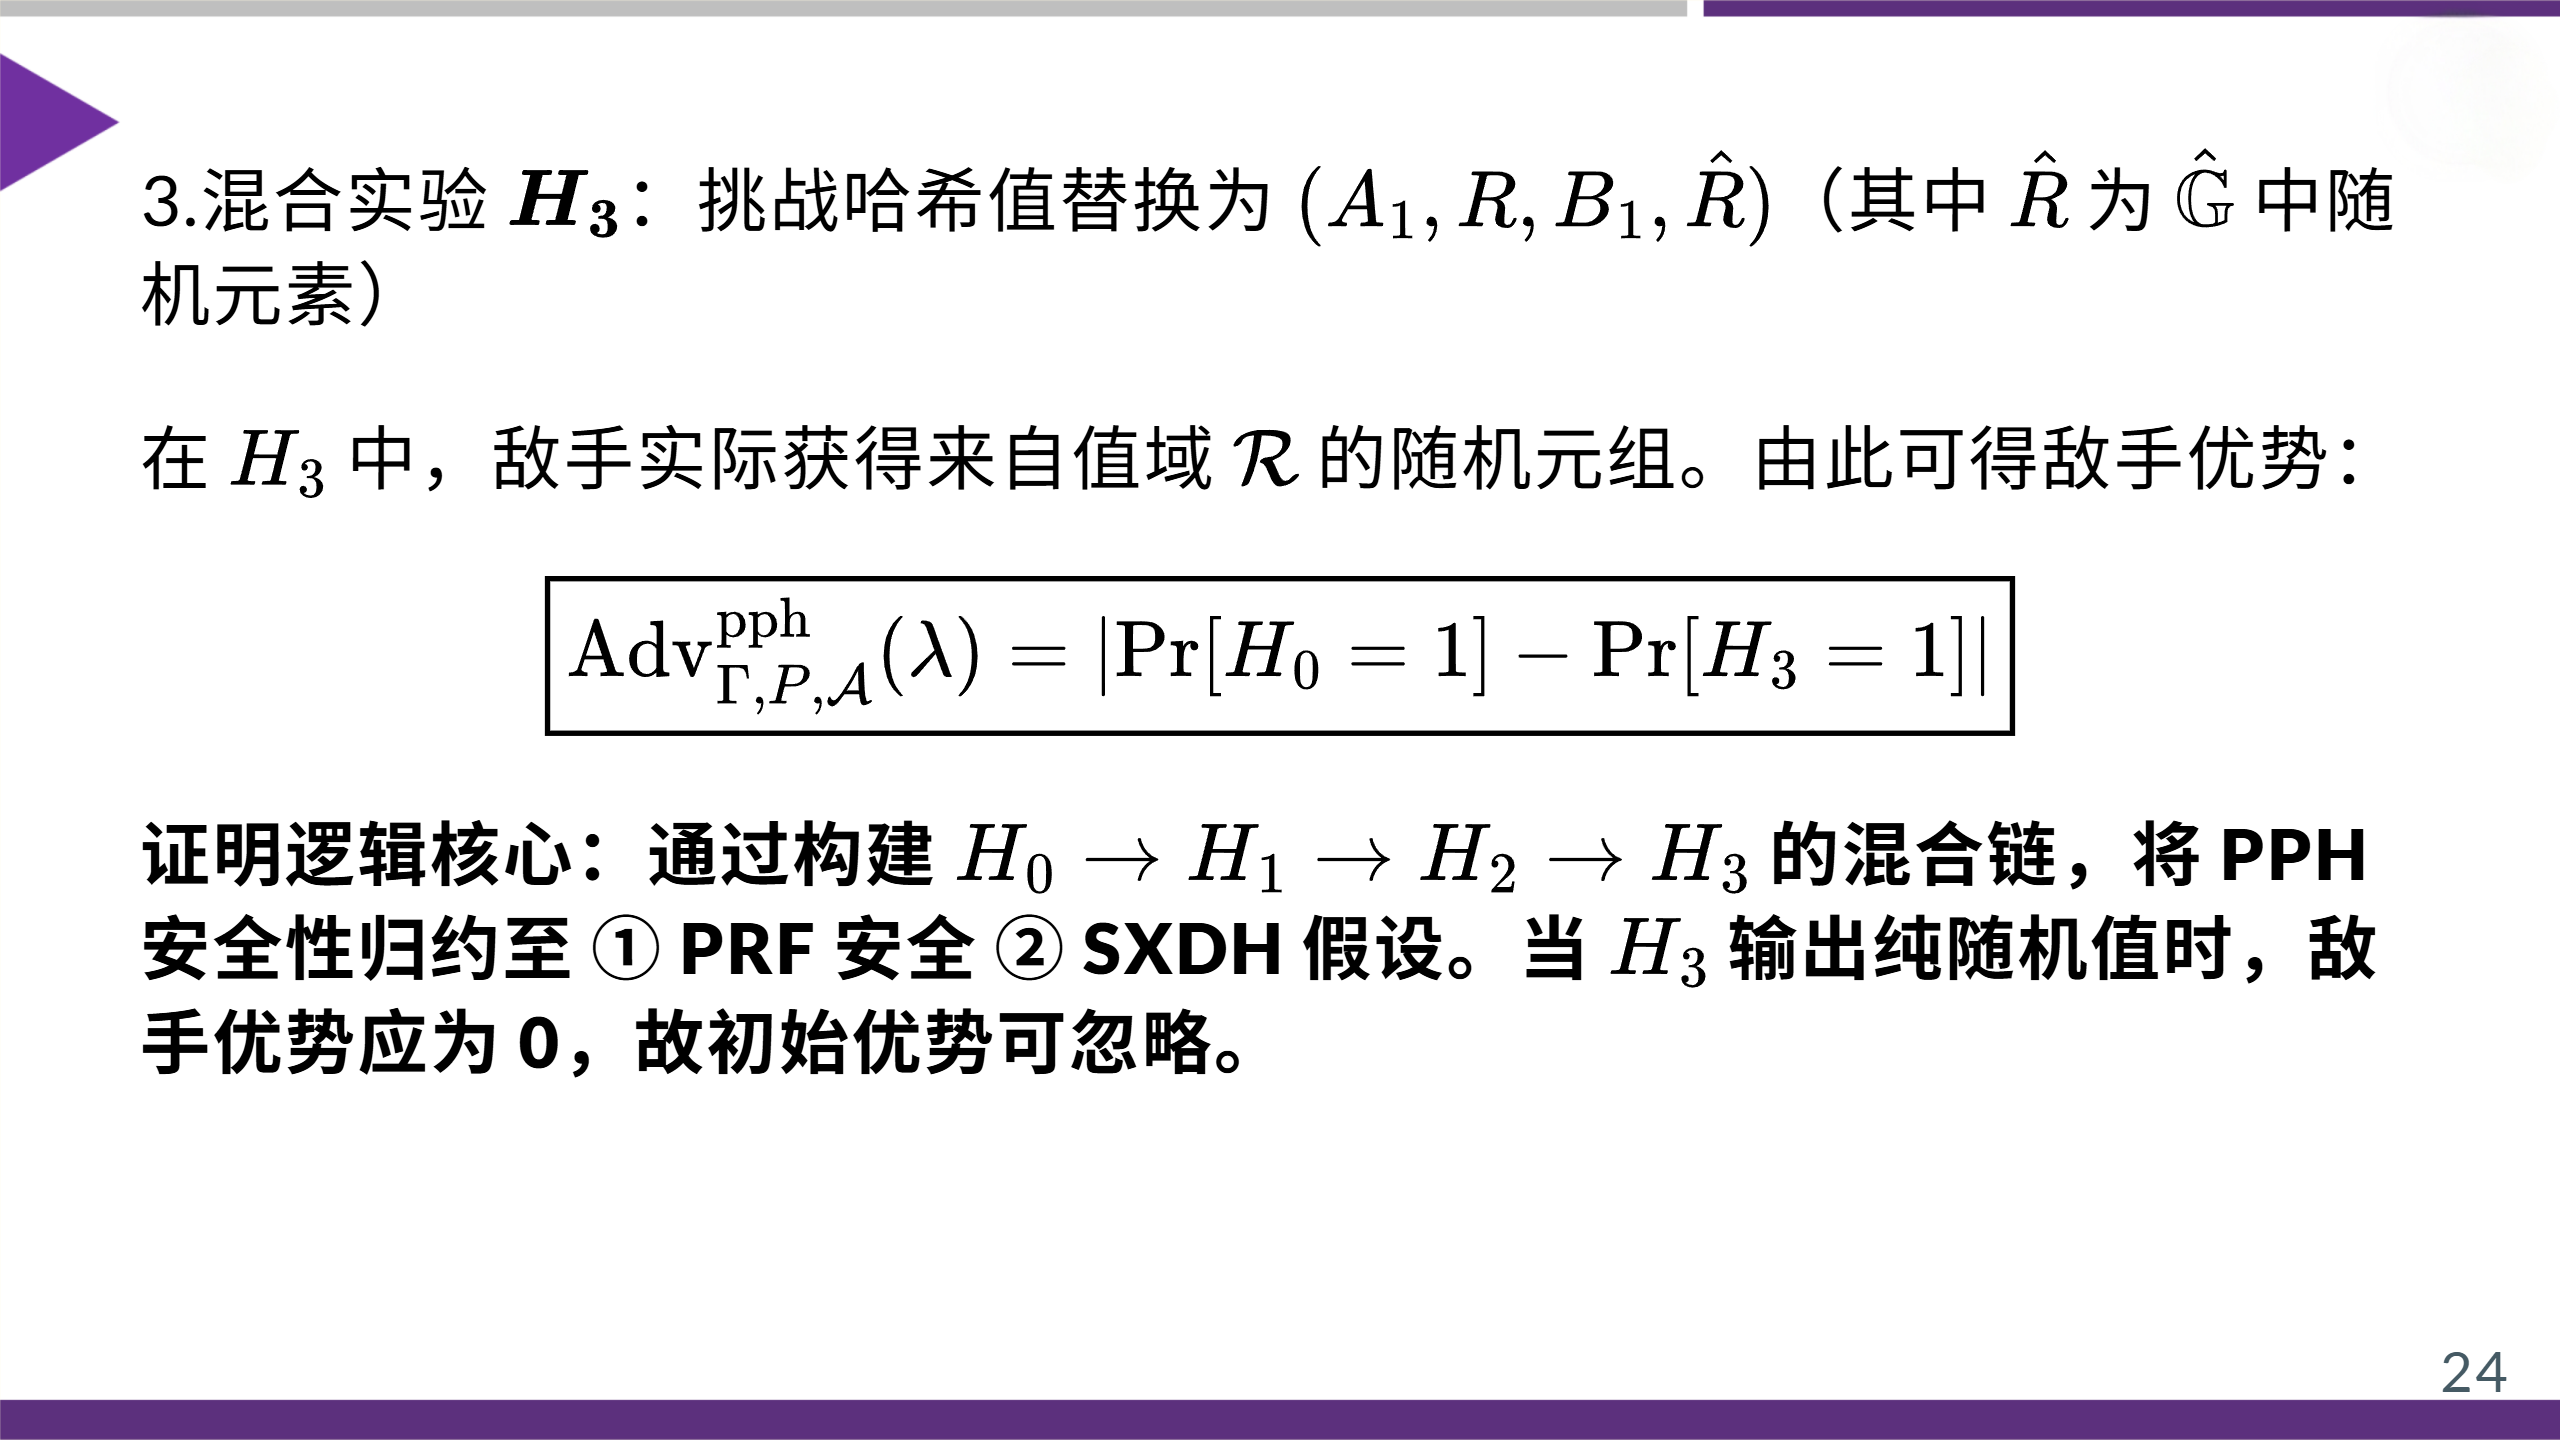 3.混合实验 H₃：挑战哈希值替换为 (A₁, R, B₁, R̂)（其中 R̂ 为 𝔾̂ 中随
机元素）
在 H₃ 中，敌手实际获得来自值域 𝓡 的随机元组。由此可得敌手优势：
Adv^{pph}_{Γ,P,𝒜}(λ) = |Pr[H₀ = 1] − Pr[H₃ = 1]|
证明逻辑核心：通过构建 H₀ → H₁ → H₂ → H₃ 的混合链，将 PPH
安全性归约至 ① PRF 安全 ② SXDH 假设。当 H₃ 输出纯随机值时，敌
手优势应为 0，故初始优势可忽略。
24